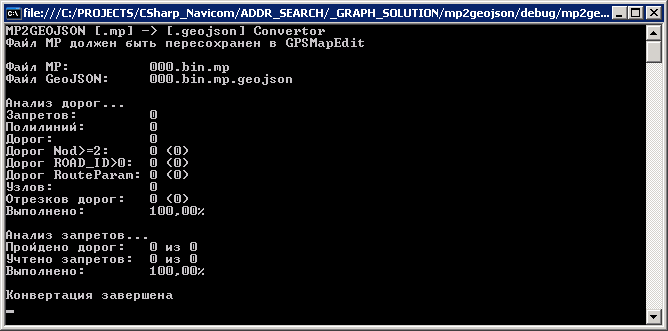 file:///C:/PROJECTS/CSharp_Navicom/ADDR_SEARCH/_GRAPH_SOLUTION/mp2geojson/debug/mp2ge...
MP2GEOJSON [.mp] -> [.geojson] Convertor
Файл MP должен быть пересохранен в GPSMapEdit
Файл MP: 000.bin.mp
Файл GeoJSON: 000.bin.mp.geojson
Анализ дорог...
Запретов: 0
Полилиний: 0
Дорог: 0
Дорог Nod>=2: 0 (0)
Дорог ROAD_ID>0: 0 (0)
Дорог RouteParam: 0 (0)
Узлов: 0
Отрезков дорог: 0 (0)
Выполнено: 100,00%
Анализ запретов...
Пройдено дорог: 0 из 0
Учтено запретов: 0 из 0
Выполнено: 100,00%
Конвертация завершена